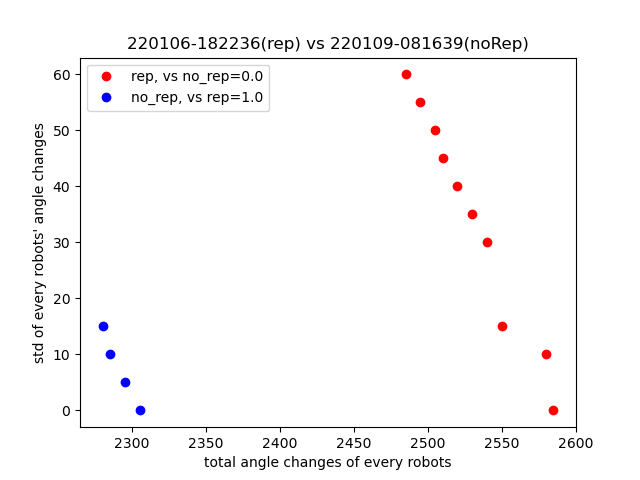 220106-182236(rep) vs 220109-081639(noRep)
rep, vs no_rep=0.0
no_rep, vs rep=1.0
std of every robots' angle changes
60
50
40
30
20
10
0
2300 2350 2400 2450 2500 2550 2600
total angle changes of every robots